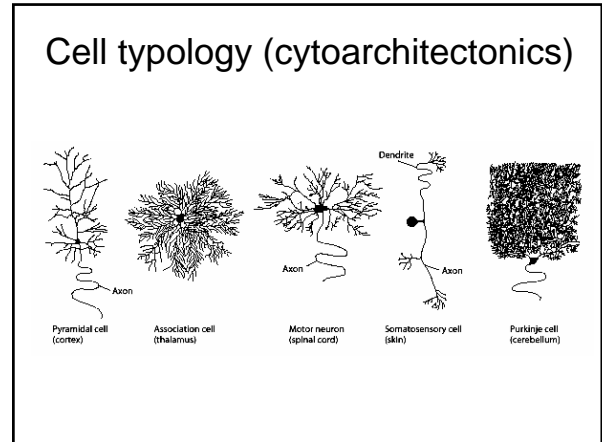 Cell typology (cytoarchitectonics)
Dendrite
Axon
Axon
Axon
Pyramidal cell
(cortex)
Association cell
(thalamus)
Motor neuron
(spinal cord)
Somatosensory cell
(skin)
Purkinje cell
(cerebellum)